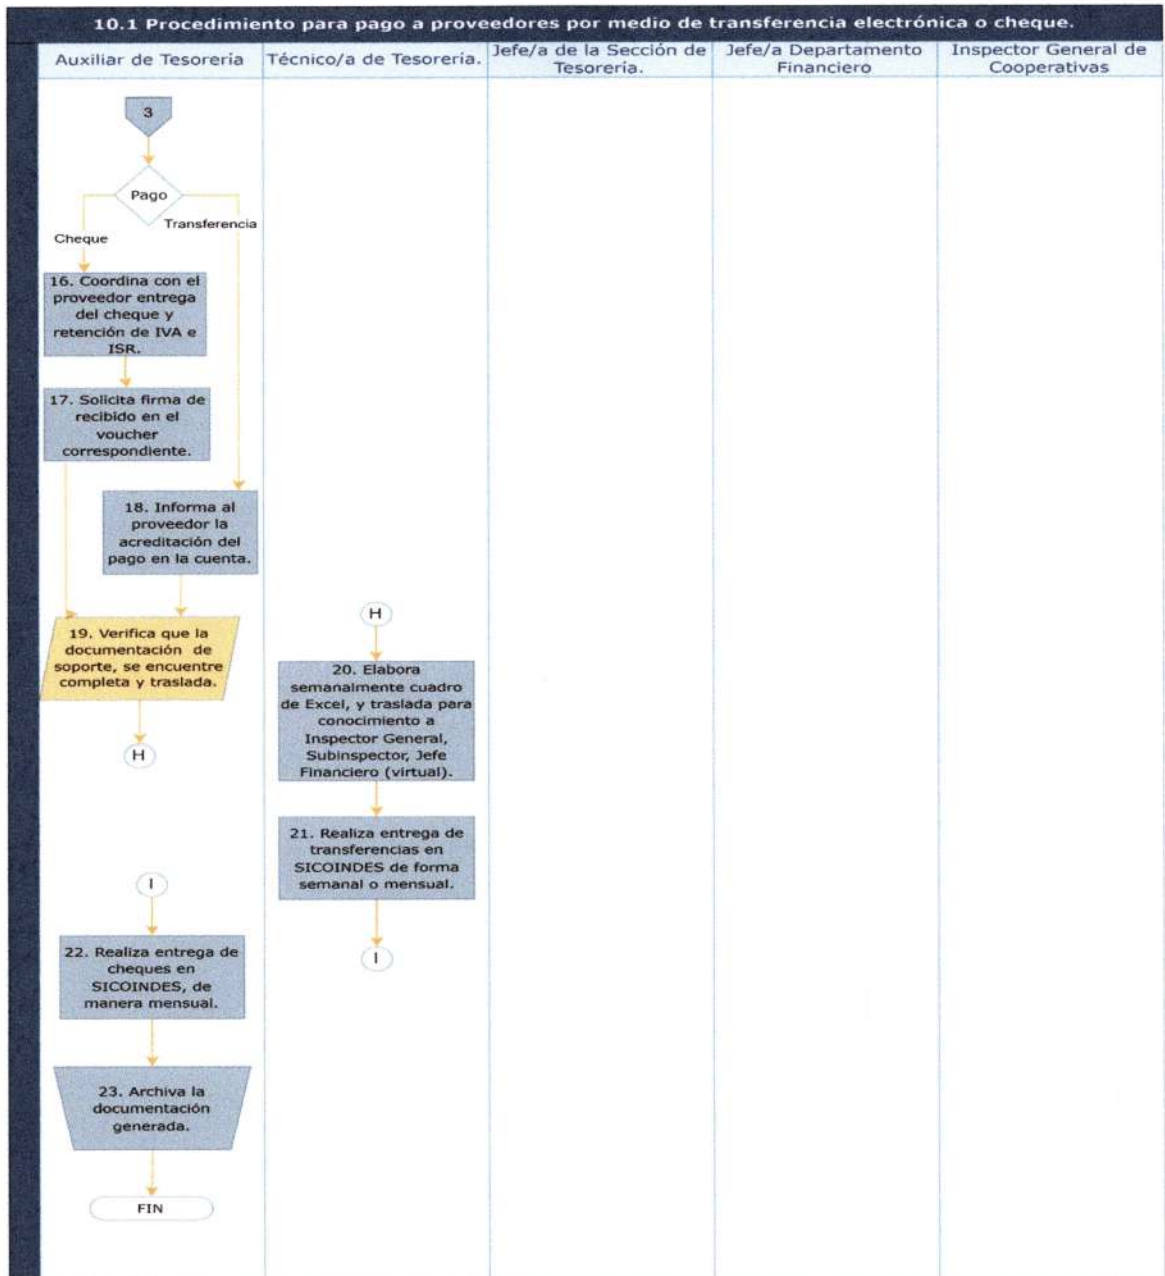 10.1 Procedimiento para pago a proveedores por medio de transferencia electrónica o cheque.
Auxiliar de Tesorería
Técnico/a de Tesorería.
Jefe/a de la Sección de
Tesorería.
Jefe/a Departamento
Financiero
Inspector General de
Cooperativas
3
Pago
Transferencia
Cheque
16. Coordina con el
proveedor entrega
del cheque y
retención de IVA e
ISR.
17. Solicita firma de
recibido en el
voucher
correspondiente.
18. Informa al
proveedor la
acreditación del
pago en la cuenta.
19. Verifica que la
documentación de
soporte, se encuentre
completa y traslada.
H
H
20. Elabora
semanalmente cuadro
de Excel, y traslada para
conocimiento a
Inspector General,
Subinspector, Jefe
Financiero (virtual).
21. Realiza entrega de
transferencias en
SICOINDES de forma
semanal o mensual.
I
I
22. Realiza entrega de
cheques en
SICOINDES, de
manera mensual.
23. Archiva la
documentación
generada.
FIN